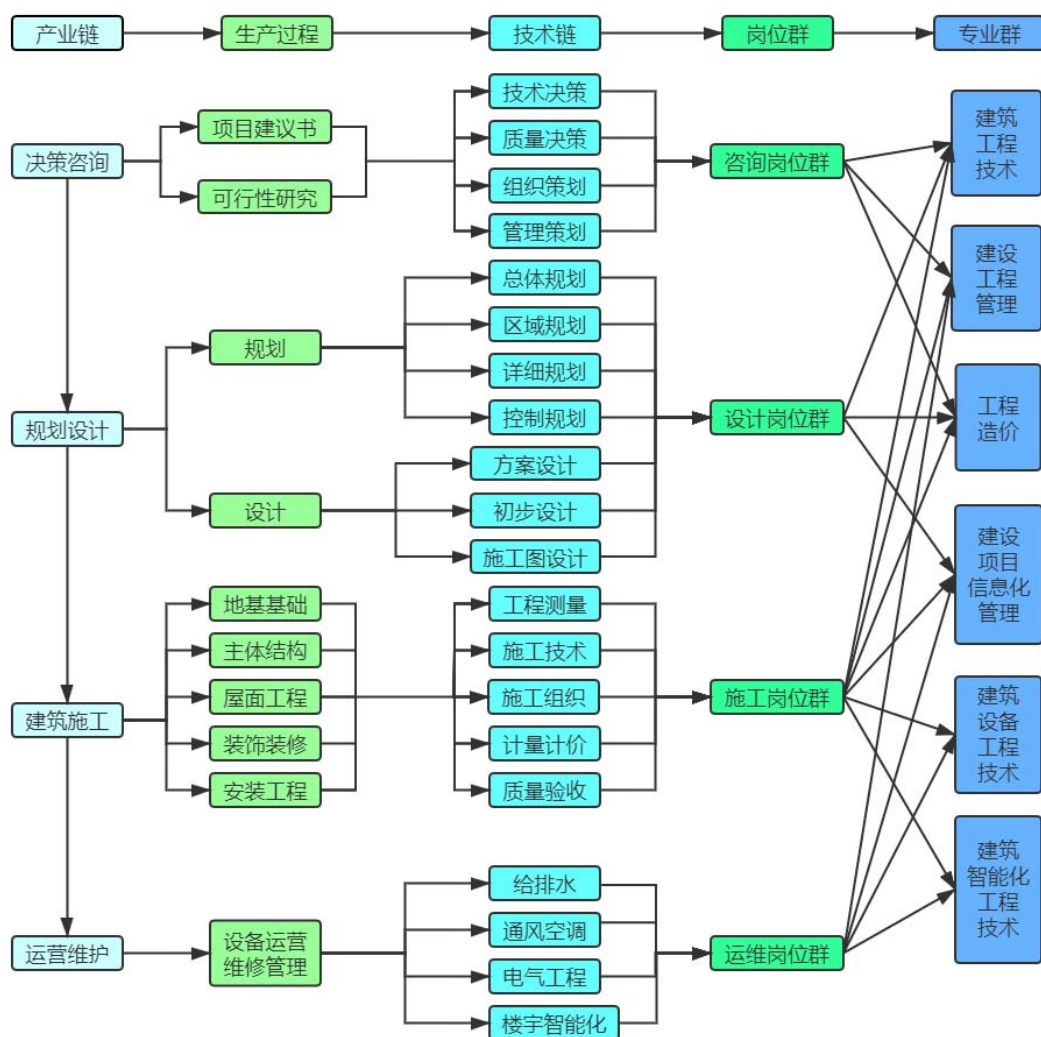 产业链
生产过程
技术链
岗位群
专业群
决策咨询
项目建议书
可行性研究
技术决策
质量决策
组织策划
管理策划
咨询岗位群
规划设计
规划
设计
总体规划
区域规划
详细规划
控制规划
方案设计
初步设计
施工图设计
设计岗位群
建筑施工
地基基础
主体结构
屋面工程
装饰装修
安装工程
工程测量
施工技术
施工组织
计量计价
质量验收
施工岗位群
运营维护
设备运营
维修管理
给排水
通风空调
电气工程
楼宇智能化
运维岗位群
建筑
工程
技术
建设
工程
管理
工程
造价
建设
项目
信息化
管理
建筑
设备
工程
技术
建筑
智能化
工程
技术